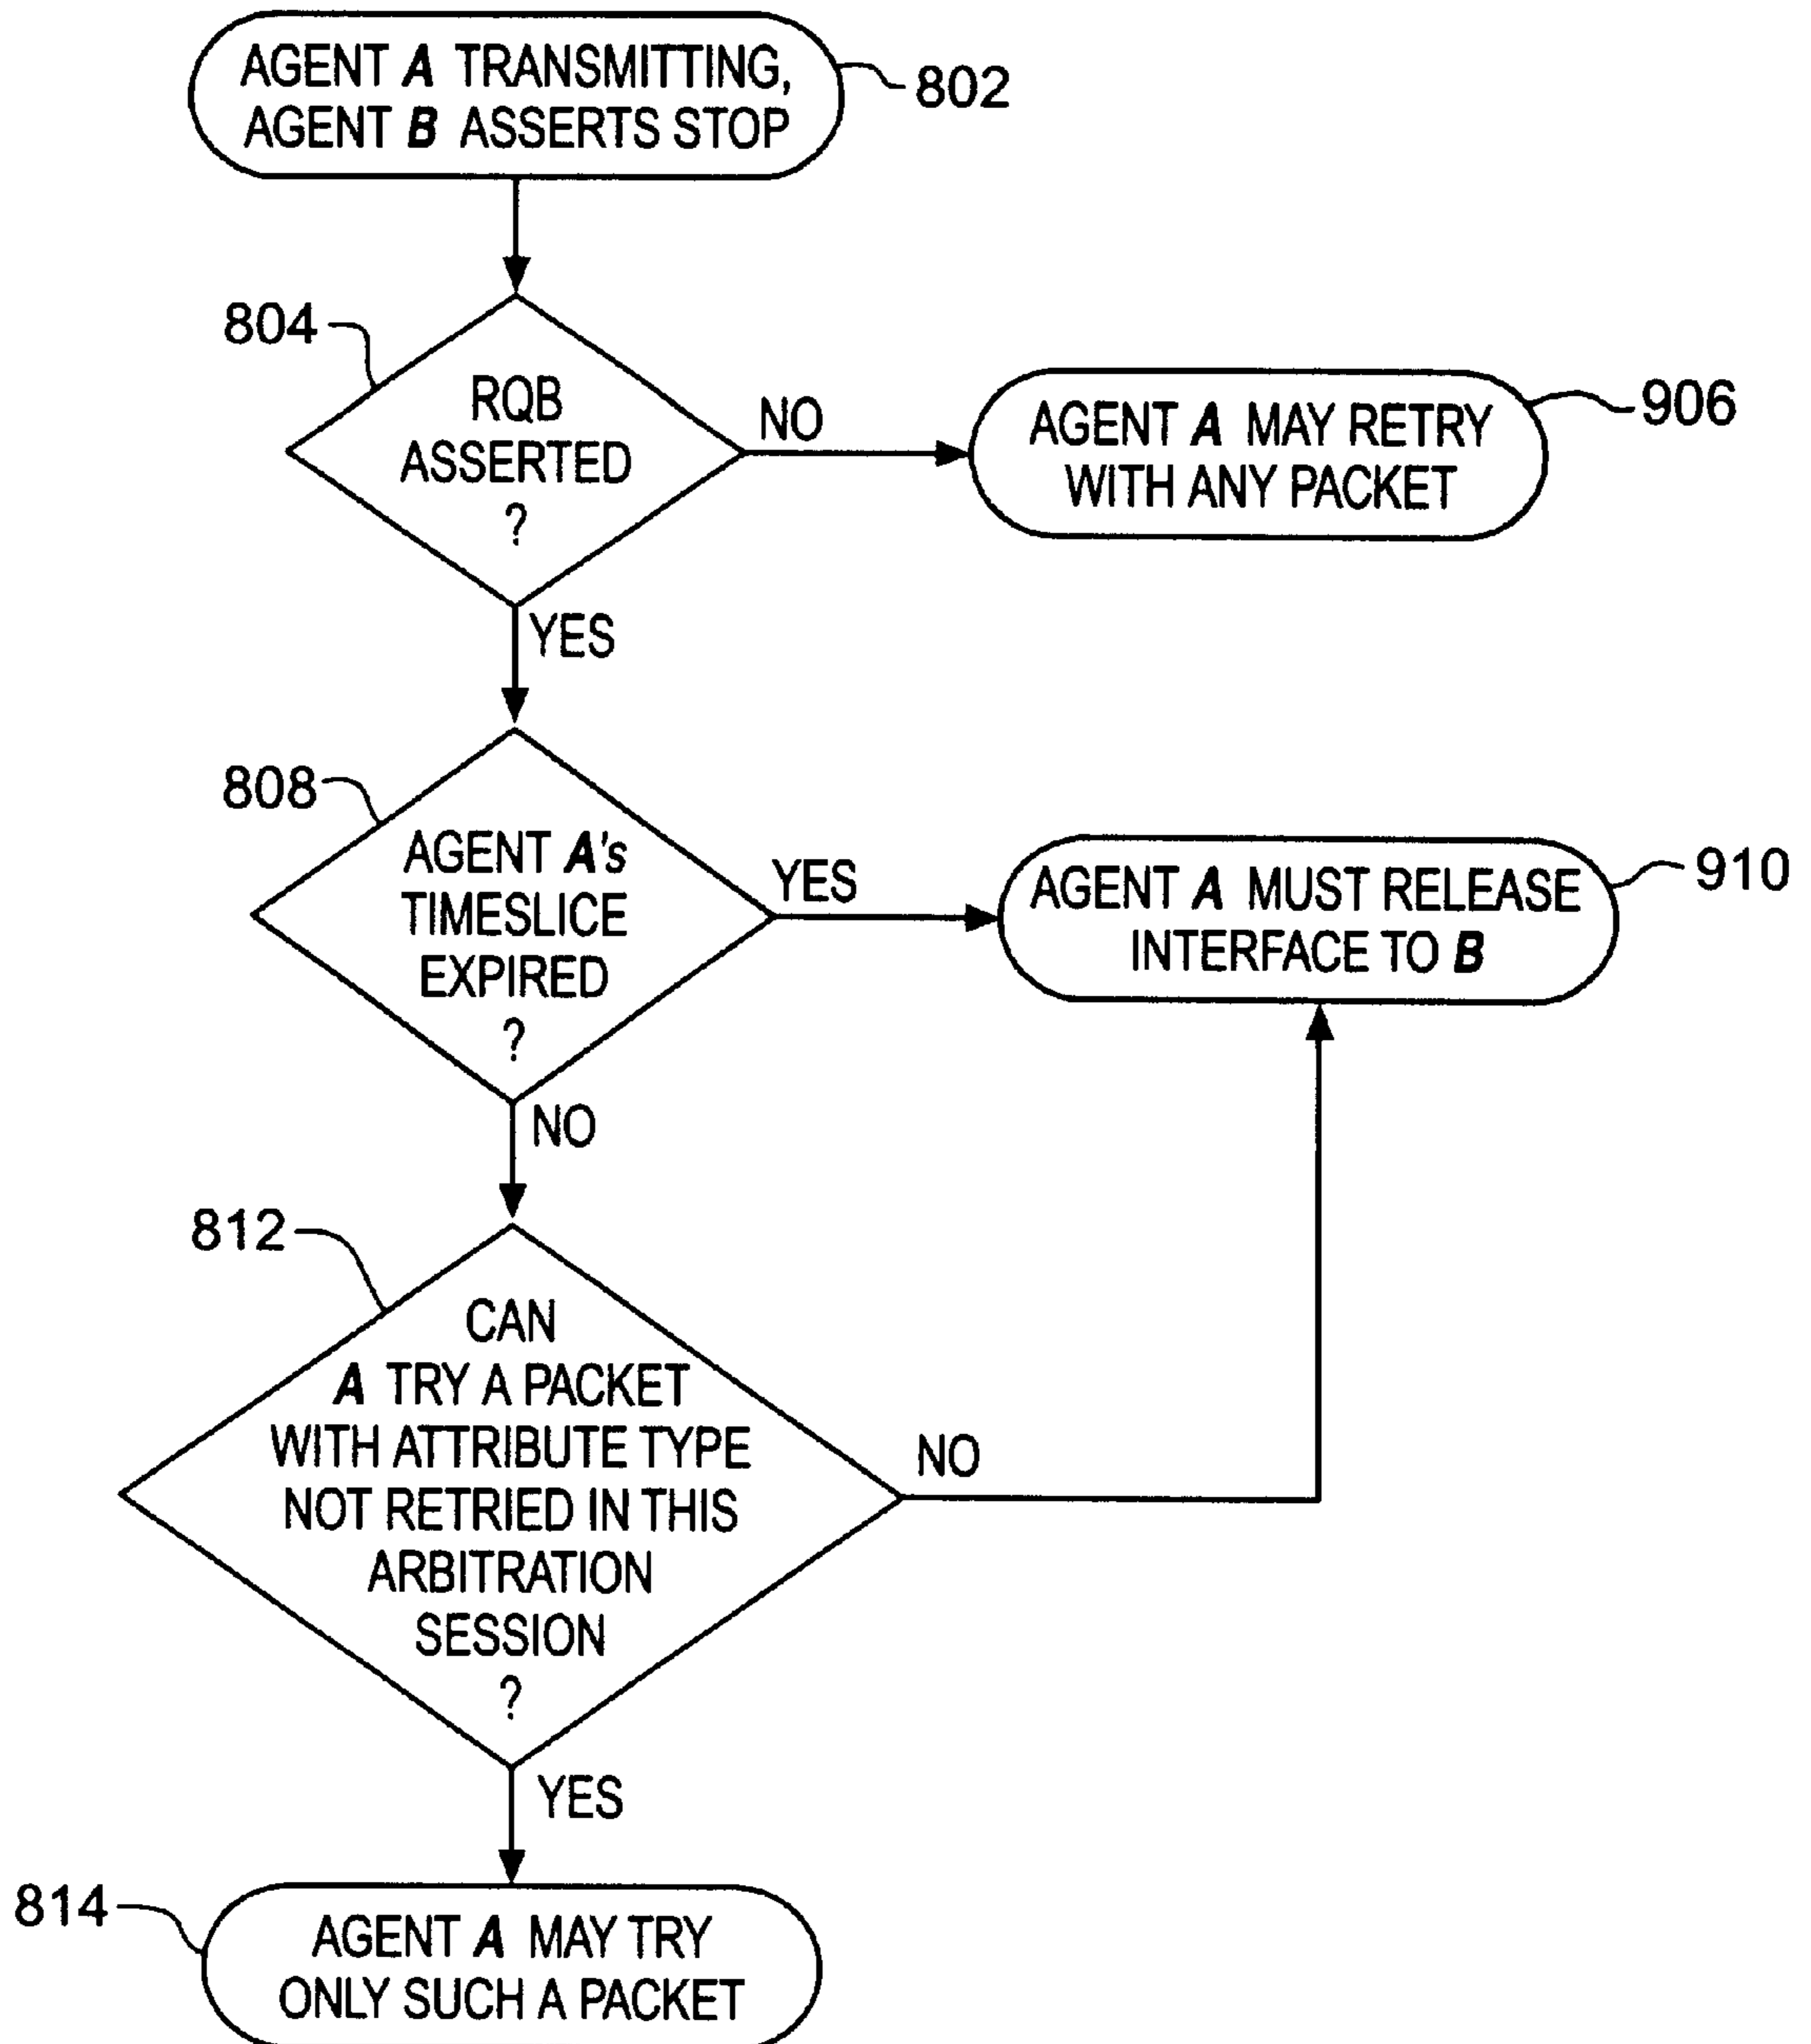 AGENT A TRANSMITTING,
AGENT B ASSERTS STOP
802
804
RQB
ASSERTED
?
NO
AGENT A MAY RETRY
WITH ANY PACKET
906
YES
808
AGENT A's
TIMESLICE
EXPIRED
?
YES
AGENT A MUST RELEASE
INTERFACE TO B
910
NO
812
CAN
A TRY A PACKET
WITH ATTRIBUTE TYPE
NOT RETRIED IN THIS
ARBITRATION
SESSION
?
NO
YES
814
AGENT A MAY TRY
ONLY SUCH A PACKET